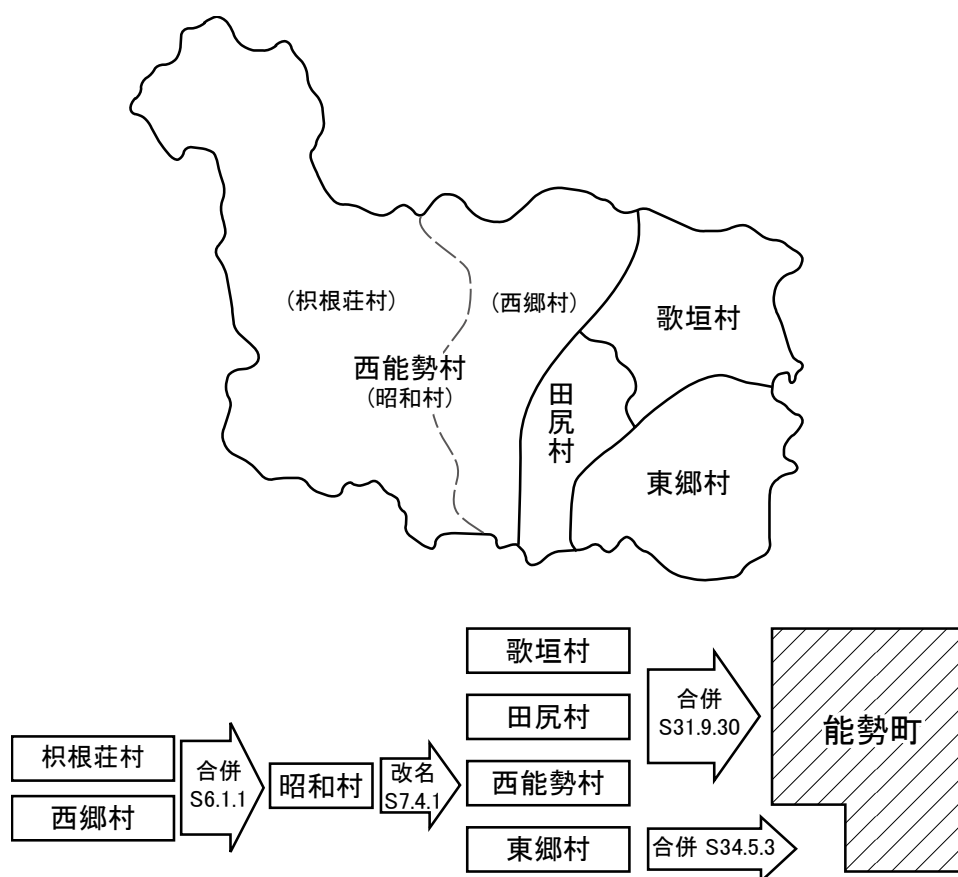 (枳根荘村)
(西郷村)
歌垣村
西能勢村
(昭和村)
田尻村
東郷村
歌垣村
合併
S31.9.30
田尻村
能勢町
枳根荘村
合併
S6.1.1
昭和村
改名
S7.4.1
西能勢村
西郷村
東郷村
合併 S34.5.3